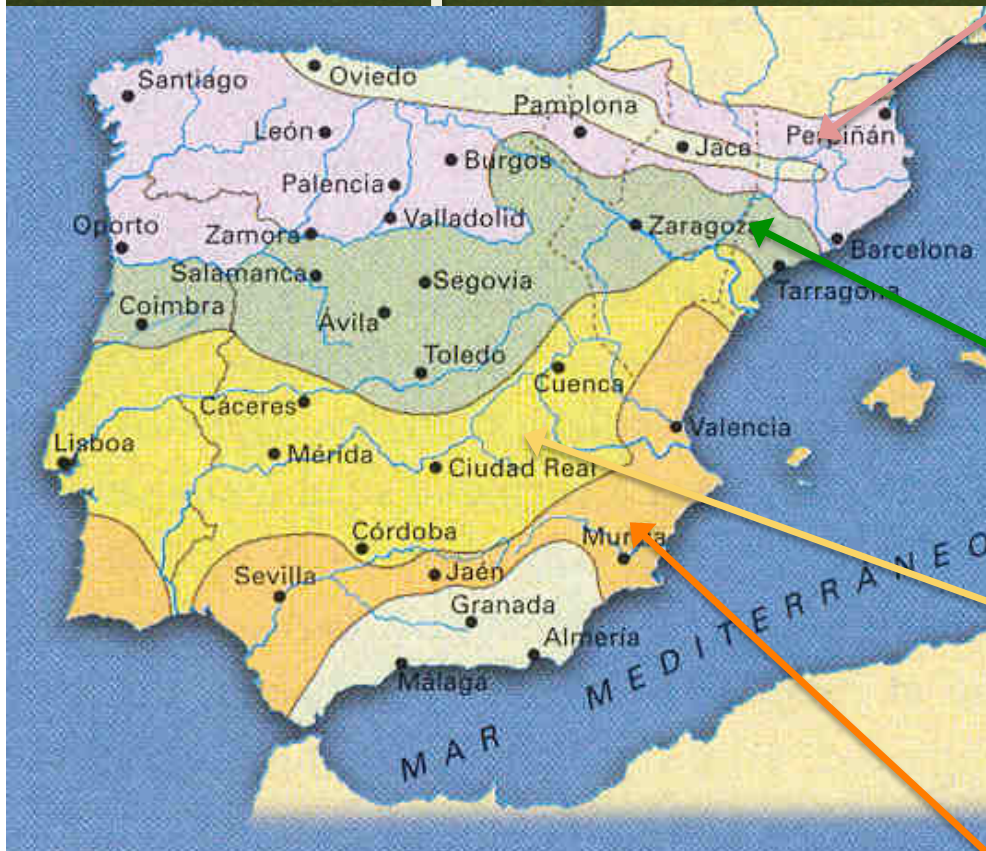 Oviedo
Santiago
Pamplona
León
Jaca
Perpiñán
Burgos
Palencia
Valladolid
Oporto
Zamora
Zaragoza
Barcelona
Salamanca
Segovia
Tarragona
Coimbra
Ávila
Toledo
Cuenca
Cáceres
Valencia
Lisboa
Mérida
Ciudad Real
Córdoba
Murcia
Sevilla
Jaén
Granada
Almería
Málaga
MAR MEDITERRÁNEO